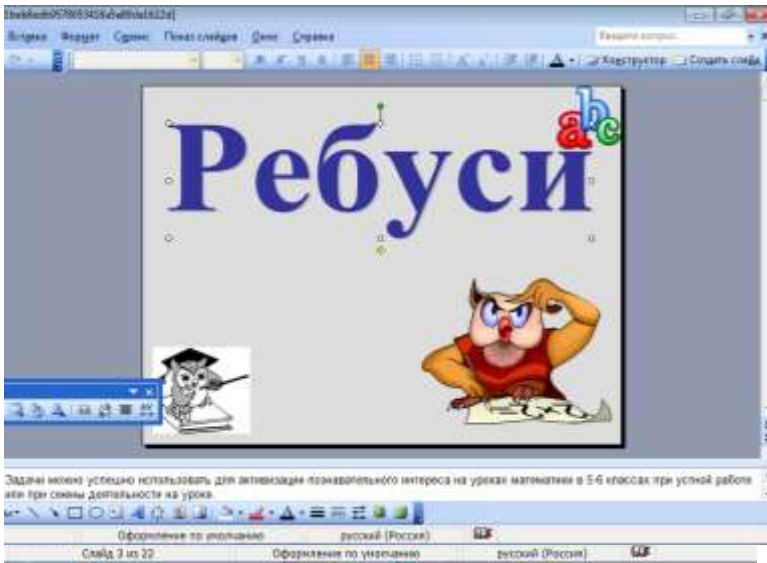 Вставка Формат Сервис Показ слайдов Окно Справка
Введите вопрос
Конструктор Создать слайд
abc
Ребуси
Задачи можно успешно использовать для активизации познавательного интереса на уроках математики в 5-6 классах при устной работе
или при смены деятельности на уроке.
Оформление по умолчанию русский (Россия)
Слайд 3 из 22 Оформление по умолчанию русский (Россия)